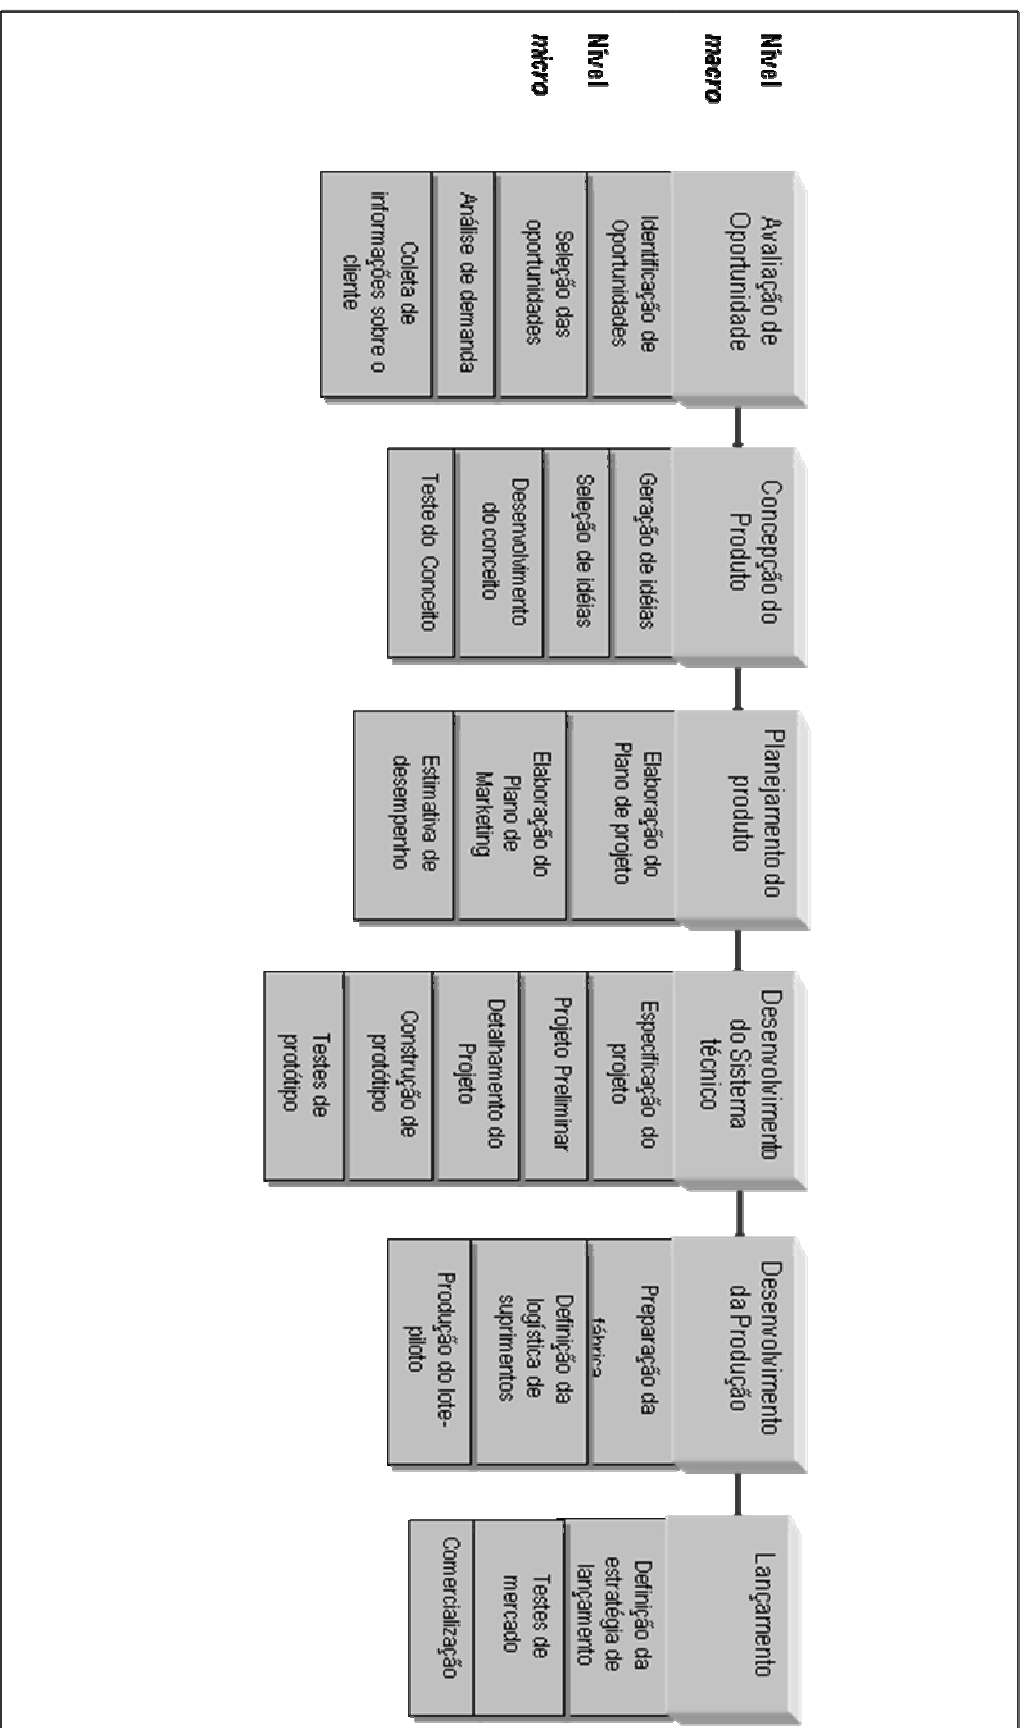 Nível
macro
Nível
micro
Avaliação de
Oportunidade
Identificação de
Oportunidades
Seleção das
oportunidades
Análise de demanda
Coleta de
informações sobre o
cliente
Concepção do
Produto
Geração de idéias
Seleção de idéias
Desenvolvimento
do conceito
Teste do Conceito
Planejamento do
produto
Elaboração do
Plano de projeto
Elaboração do
Plano de
Marketing
Estimativa de
desempenho
Desenvolvimento
do Sistema
técnico
Especificação do
projeto
Projeto Preliminar
Detalhamento do
Projeto
Construção de
protótipo
Testes de
protótipo
Desenvolvimento
da Produção
Preparação da
fábrica
Definição da
logística de
suprimentos
Produção do lote-
piloto
Lançamento
Definição da
estratégia de
lançamento
Testes de
mercado
Comercialização